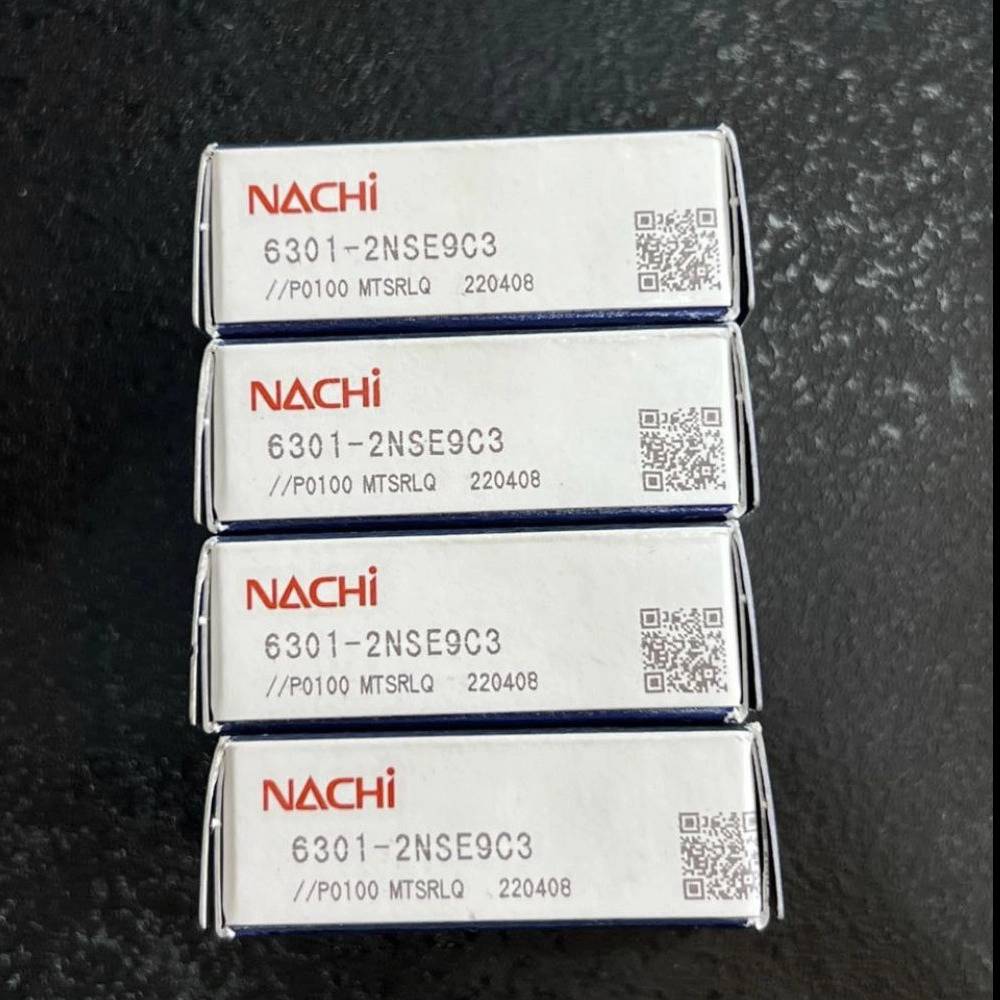 NACHi
6301-2NSE9C3
//P0100 MTSRLQ 220408
NACHi
6301-2NSE9C3
//P0100 MTSRLQ 220408
NACHi
6301-2NSE9C3
//P0100 MTSRLQ 220408
NACHi
6301-2NSE9C3
//P0100 MTSRLQ 220408